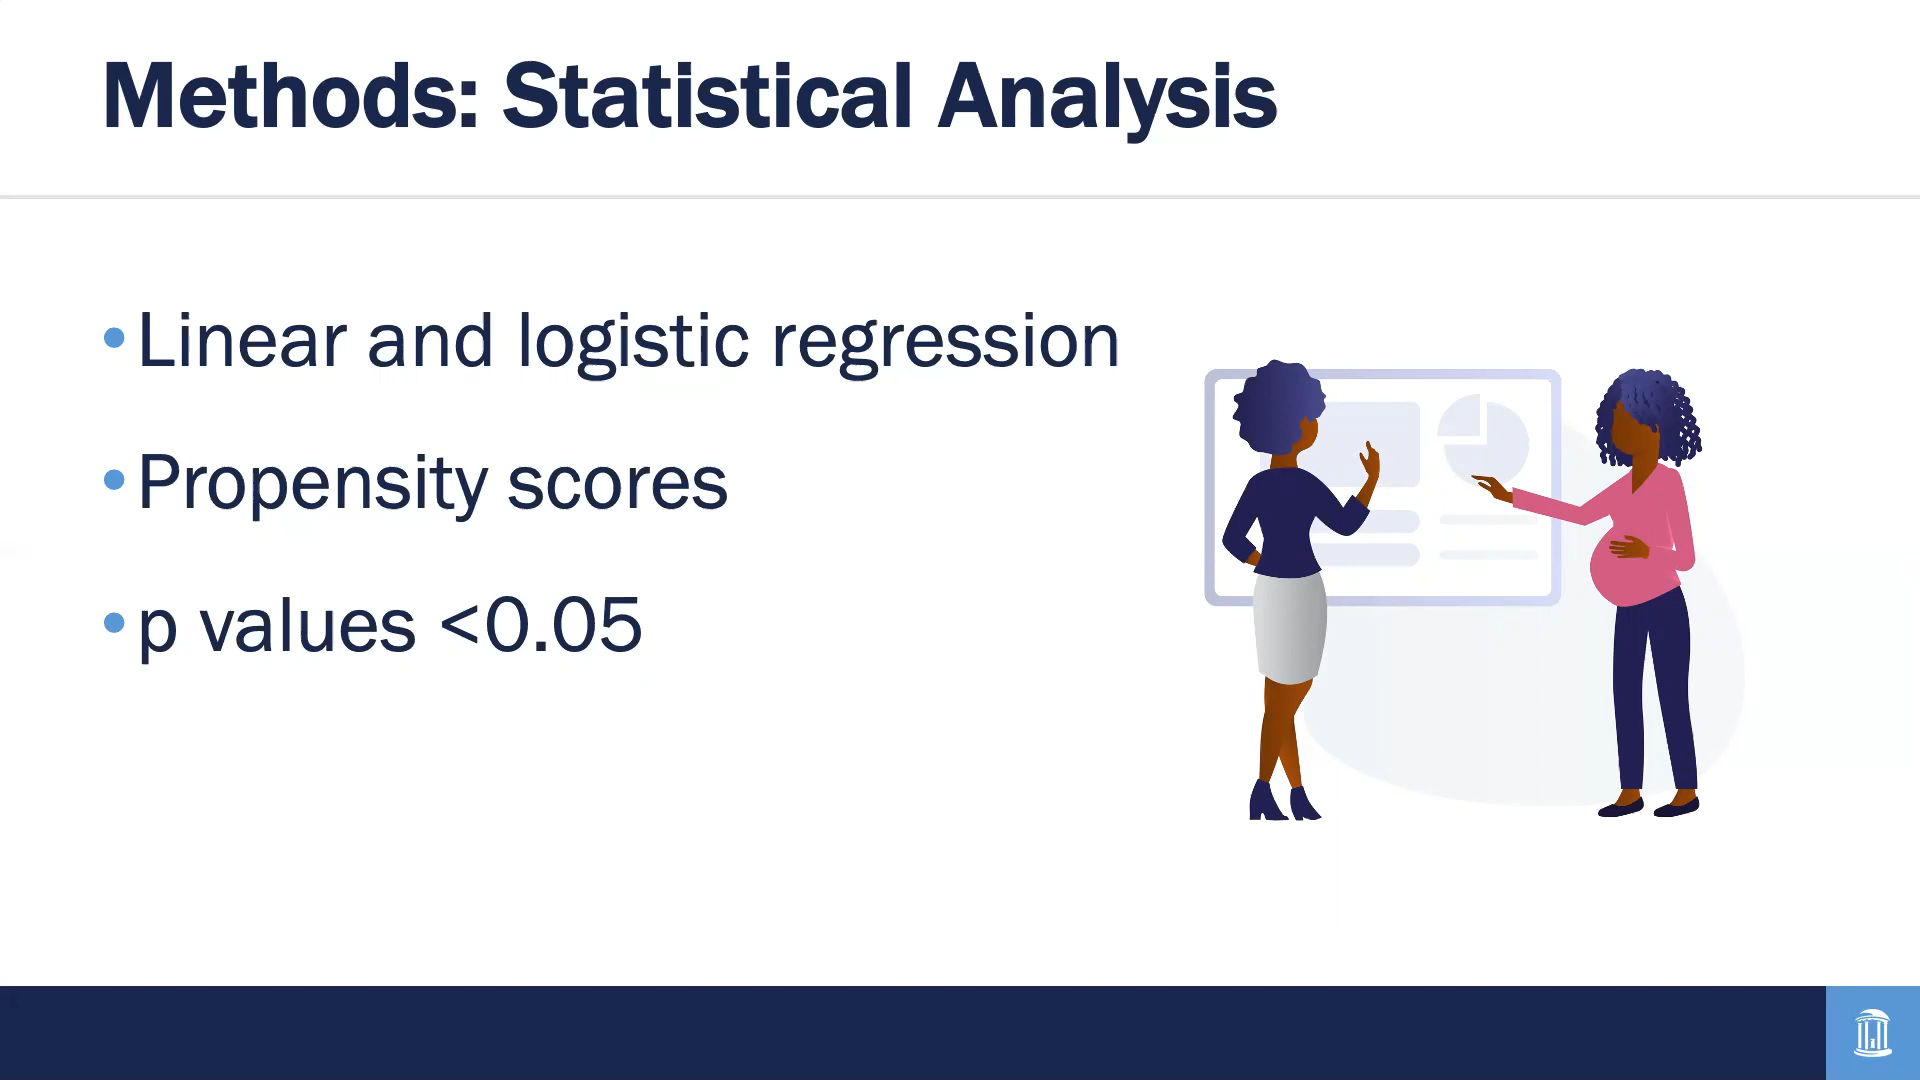 Methods: Statistical Analysis
•Linear and logistic regression
•Propensity scores
•p values <0.05